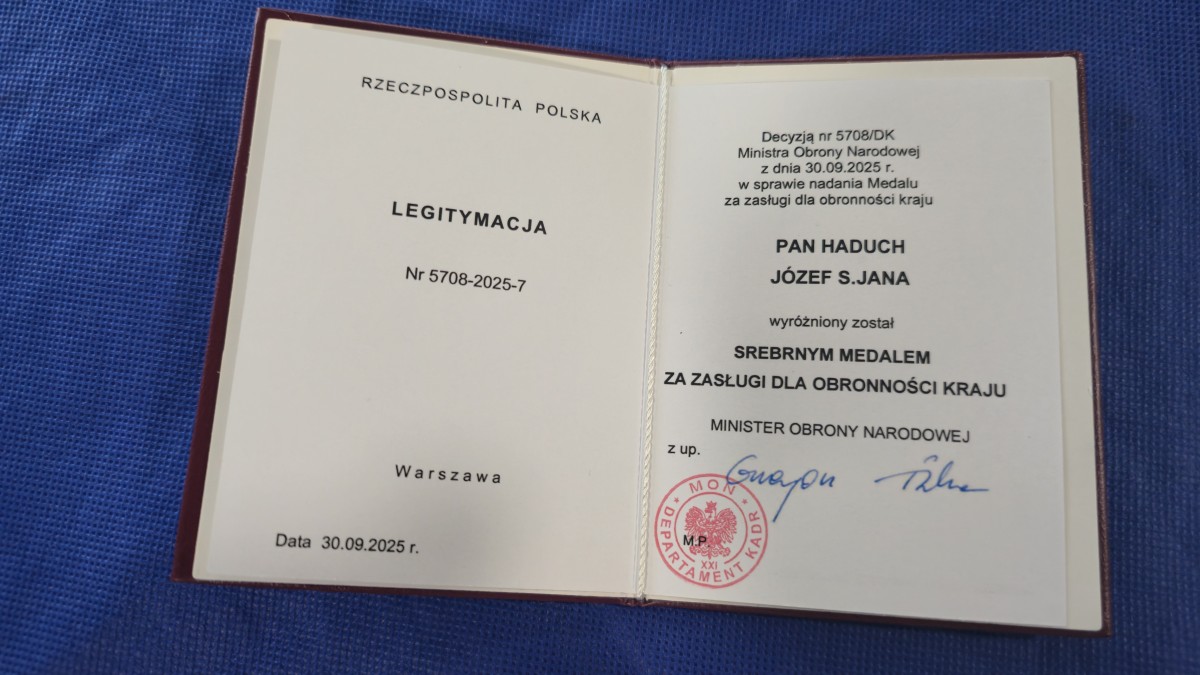 RZECZPOSPOLITA POLSKA
LEGITYMACJA
Nr 5708-2025-7
Warszawa
Data 30.09.2025 r.
Decyzją nr 5708/DK
Ministra Obrony Narodowej
z dnia 30.09.2025 r.
w sprawie nadania Medalu
za zasługi dla obronności kraju
PAN HADUCH
JÓZEF S.JANA
wyróżniony został
SREBRNYM MEDALEM
ZA ZASŁUGI DLA OBRONNOŚCI KRAJU
MINISTER OBRONY NARODOWEJ
z up.
MON
DEPARTAMENT KADR
M.P.
XXI